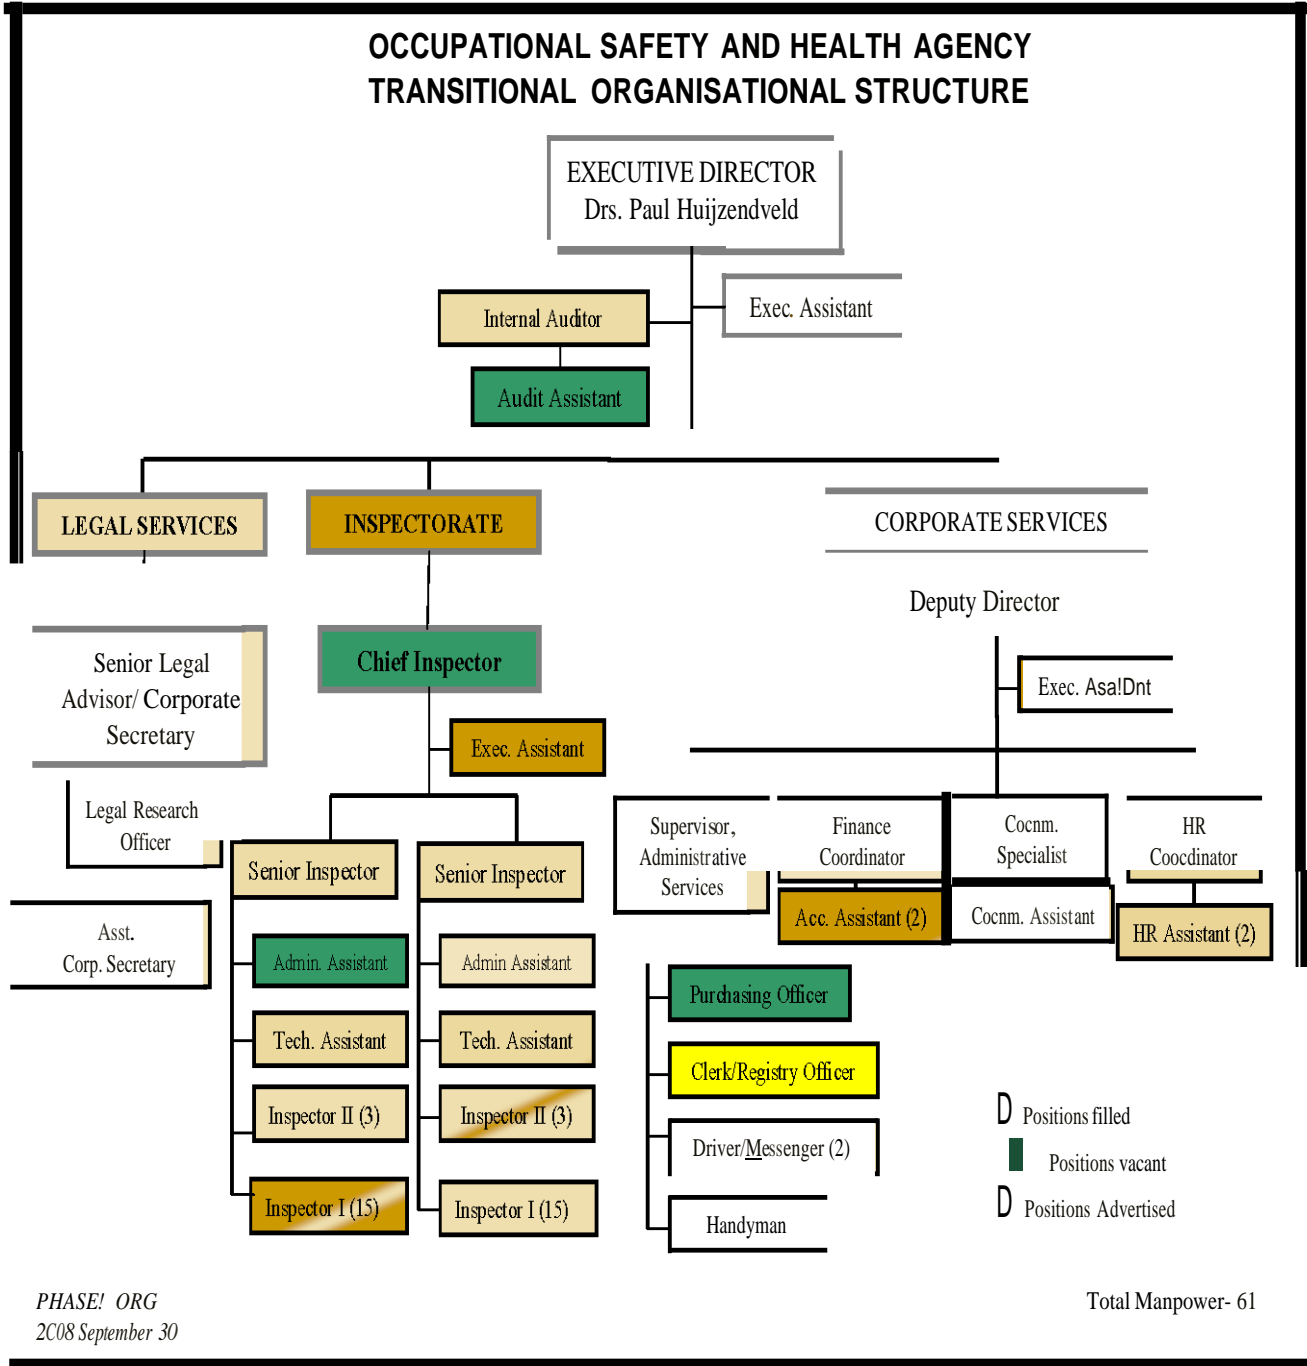 OCCUPATIONAL SAFETY AND HEALTH AGENCY
TRANSITIONAL ORGANISATIONAL STRUCTURE
EXECUTIVE DIRECTOR
Drs. Paul Huijzendveld
Internal Auditor
Exec. Assistant
Audit Assistant
LEGAL SERVICES
INSPECTORATE
CORPORATE SERVICES
Deputy Director
Senior Legal
Advisor/ Corporate
Secretary
Chief Inspector
Exec. Asa!Dnt
Exec. Assistant
Legal Research
Officer
Senior Inspector
Senior Inspector
Supervisor,
Administrative
Services
Finance
Coordinator
Cocnm.
Specialist
HR
Coocdinator
Acc. Assistant (2)
Cocnm. Assistant
HR Assistant (2)
Asst.
Corp. Secretary
Admin. Assistant
Admin Assistant
Purchasing Officer
Tech. Assistant
Tech. Assistant
Clerk/Registry Officer
Inspector II (3)
Inspector II (3)
Driver/Messenger (2)
Inspector I (15)
Inspector I (15)
Handyman
D Positions filled
Positions vacant
D Positions Advertised
PHASE! ORG
2C08 September 30
Total Manpower- 61